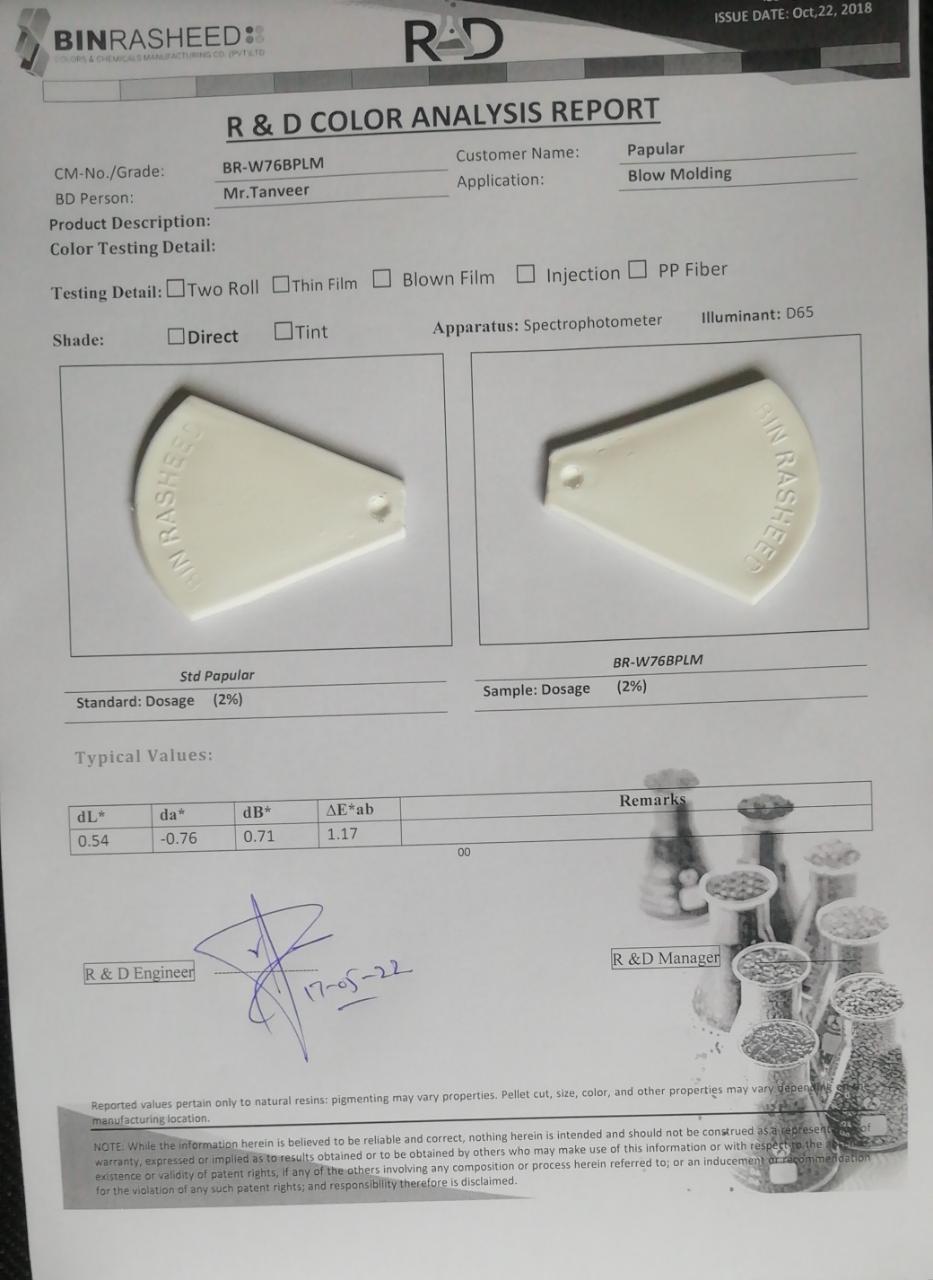 ISSUE DATE: Oct,22, 2018
BINRASHEED
COLORS & CHEMICALS MANUFACTURING CO. (PVT) LTD
R&D
R & D COLOR ANALYSIS REPORT
CM-No./Grade: BR-W76BPLM Customer Name: Papular
BD Person: Mr.Tanveer Application: Blow Molding
Product Description:
Color Testing Detail:
Testing Detail: ☐Two Roll ☐Thin Film ☐ Blown Film ☐ Injection ☐ PP Fiber
Shade: ☐Direct ☐Tint Apparatus: Spectrophotometer Illuminant: D65
BIN RASHEED BIN RASHEED
Std Papular BR-W76BPLM
Standard: Dosage (2%) Sample: Dosage (2%)
Typical Values:
dL* da* dB* ΔE*ab Remarks
0.54 -0.76 0.71 1.17
00
R & D Engineer 17-05-22 R &D Manager
Reported values pertain only to natural resins: pigmenting may vary properties. Pellet cut, size, color, and other properties may vary depending on the
manufacturing location.
NOTE: While the information herein is believed to be reliable and correct, nothing herein is intended and should not be construed as a of
warranty, expressed or implied as to results obtained or to be obtained by others who may make use of this information or with respect to the
existence or validity of patent rights, if any of the others involving any composition or process herein referred to; or an inducement or recommendation
for the violation of any such patent rights; and responsibility therefore is disclaimed.